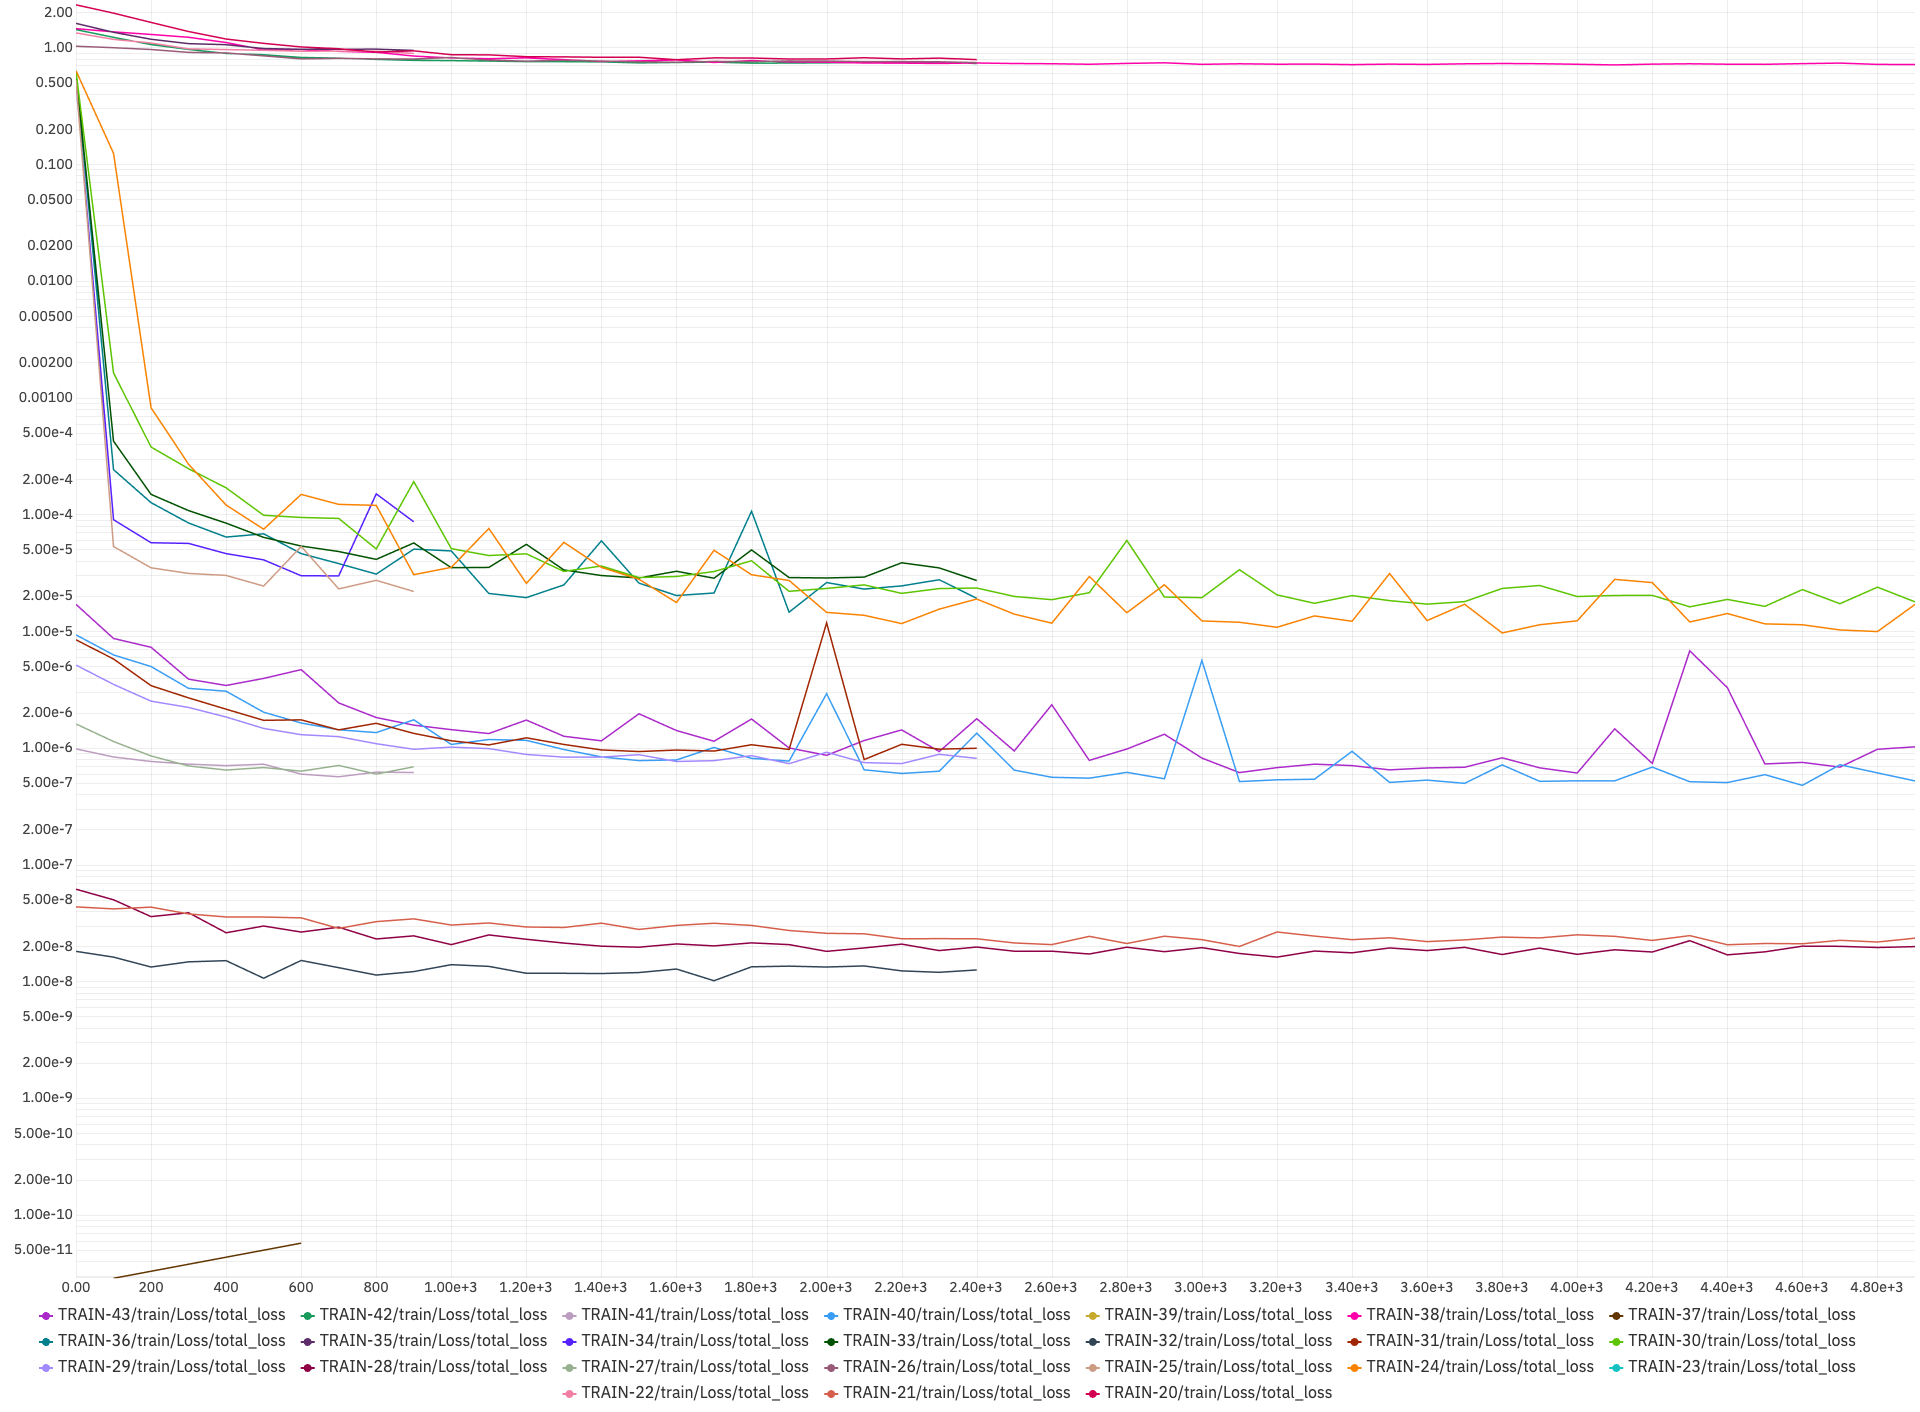 2.00
1.00
0.500
0.200
0.100
0.0500
0.0200
0.0100
0.00500
0.00200
0.00100
5.00e-4
2.00e-4
1.00e-4
5.00e-5
2.00e-5
1.00e-5
5.00e-6
2.00e-6
1.00e-6
5.00e-7
2.00e-7
1.00e-7
5.00e-8
2.00e-8
1.00e-8
5.00e-9
2.00e-9
1.00e-9
5.00e-10
2.00e-10
1.00e-10
5.00e-11
0.00 200 400 600 800 1.00e+3 1.20e+3 1.40e+3 1.60e+3 1.80e+3 2.00e+3 2.20e+3 2.40e+3 2.60e+3 2.80e+3 3.00e+3 3.20e+3 3.40e+3 3.60e+3 3.80e+3 4.00e+3 4.20e+3 4.40e+3 4.60e+3 4.80e+3
TRAIN-43/train/Loss/total_loss TRAIN-42/train/Loss/total_loss TRAIN-41/train/Loss/total_loss TRAIN-40/train/Loss/total_loss TRAIN-39/train/Loss/total_loss TRAIN-38/train/Loss/total_loss TRAIN-37/train/Loss/total_loss
TRAIN-36/train/Loss/total_loss TRAIN-35/train/Loss/total_loss TRAIN-34/train/Loss/total_loss TRAIN-33/train/Loss/total_loss TRAIN-32/train/Loss/total_loss TRAIN-31/train/Loss/total_loss TRAIN-30/train/Loss/total_loss
TRAIN-29/train/Loss/total_loss TRAIN-28/train/Loss/total_loss TRAIN-27/train/Loss/total_loss TRAIN-26/train/Loss/total_loss TRAIN-25/train/Loss/total_loss TRAIN-24/train/Loss/total_loss TRAIN-23/train/Loss/total_loss
TRAIN-22/train/Loss/total_loss TRAIN-21/train/Loss/total_loss TRAIN-20/train/Loss/total_loss